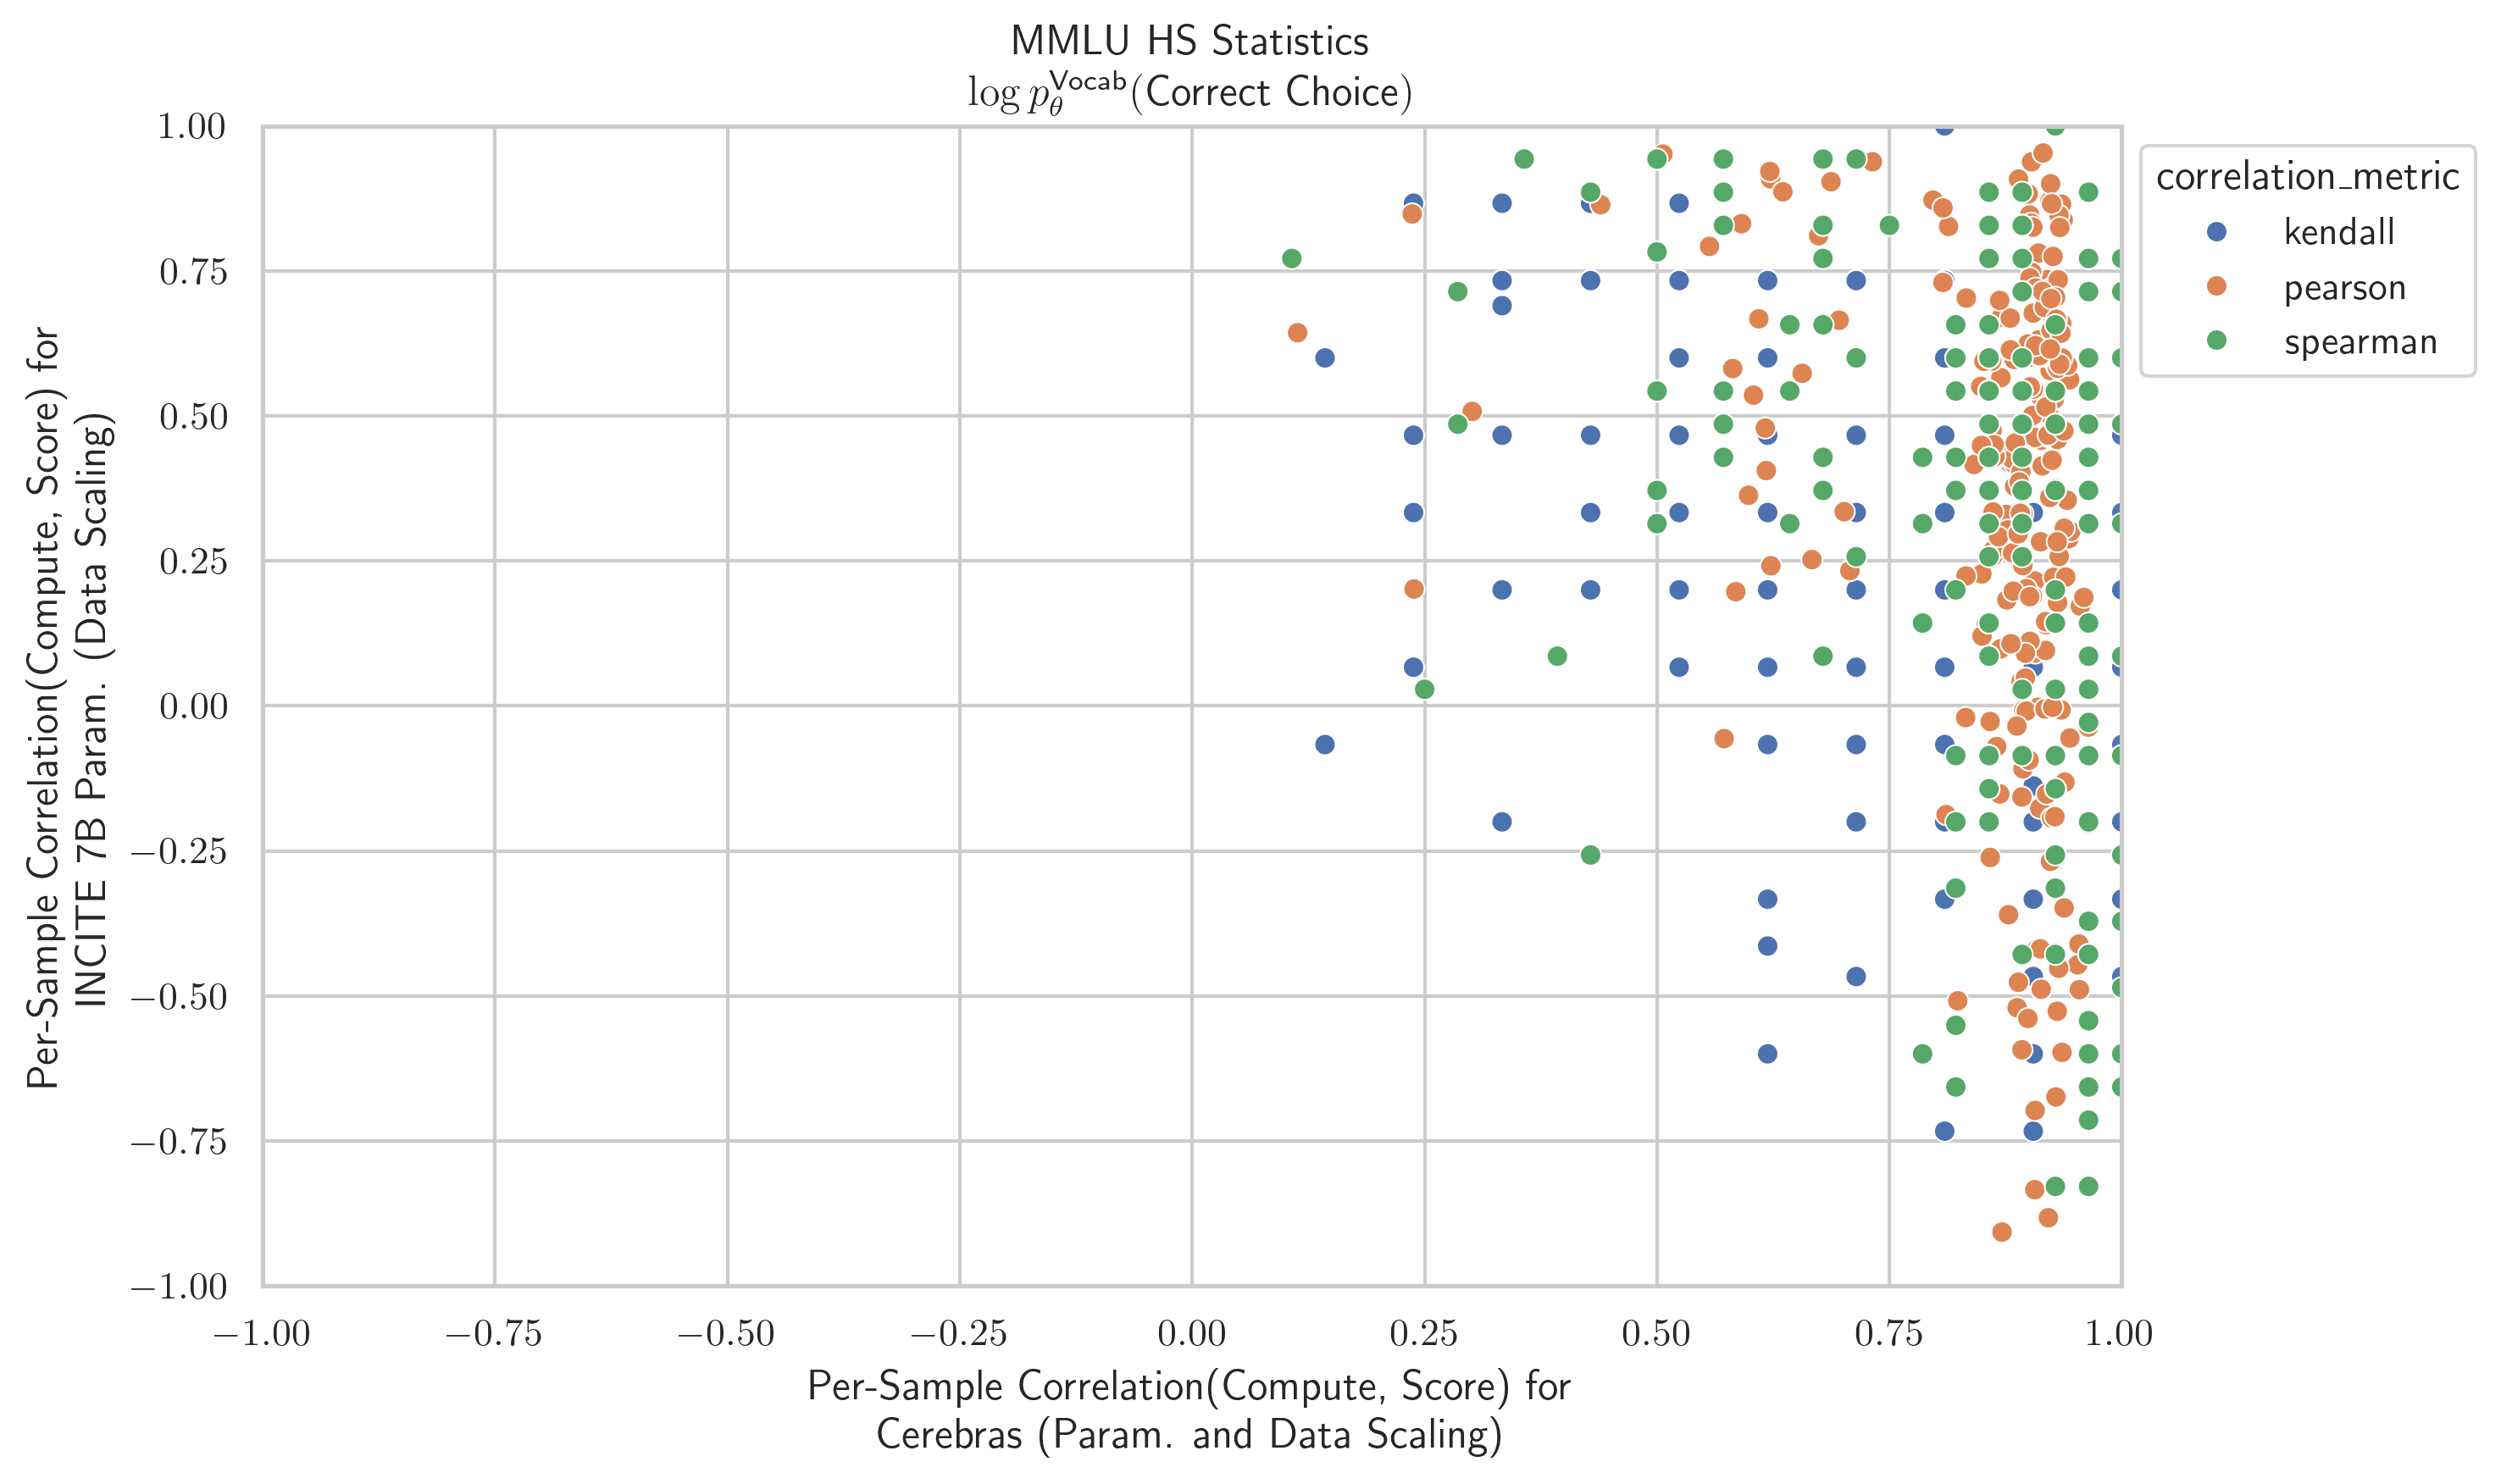 MMLU HS Statistics
log p_θ^Vocab(Correct Choice)
Per-Sample Correlation(Compute, Score) for
INCITE 7B Param. (Data Scaling)
1.00
0.75
0.50
0.25
0.00
−0.25
−0.50
−0.75
−1.00
−1.00 −0.75 −0.50 −0.25 0.00 0.25 0.50 0.75 1.00
Per-Sample Correlation(Compute, Score) for
Cerebras (Param. and Data Scaling)
correlation_metric
kendall
pearson
spearman